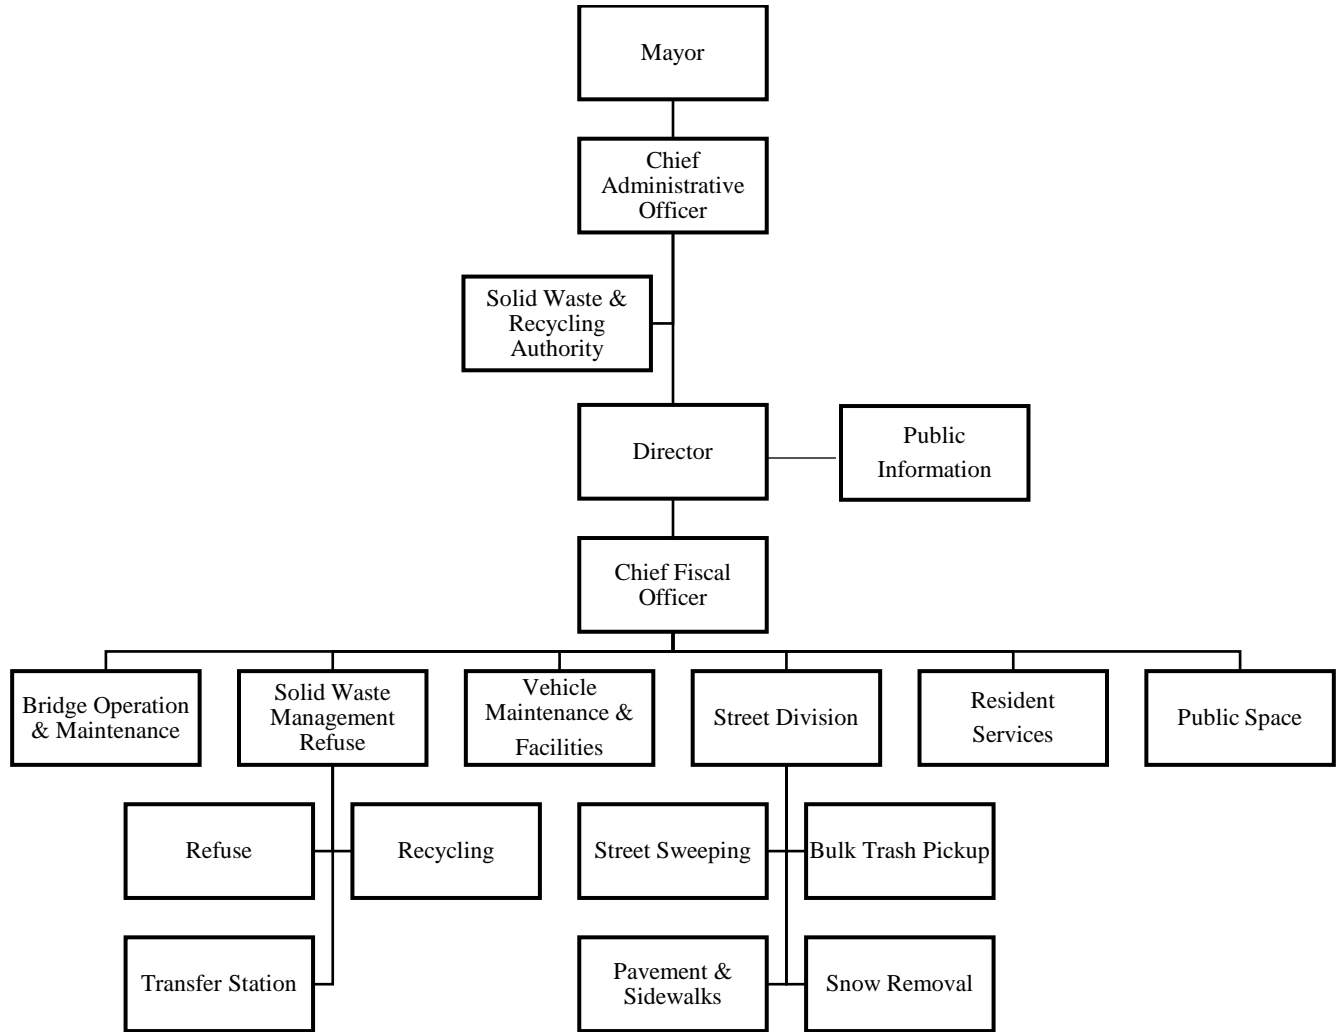 Mayor
Chief
Administrative
Officer
Solid Waste &
Recycling
Authority
Director
Public
Information
Chief Fiscal
Officer
Bridge Operation
& Maintenance
Solid Waste
Management
Refuse
Vehicle
Maintenance &
Facilities
Street Division
Resident
Services
Public Space
Refuse
Recycling
Street Sweeping
Bulk Trash Pickup
Transfer Station
Pavement &
Sidewalks
Snow Removal